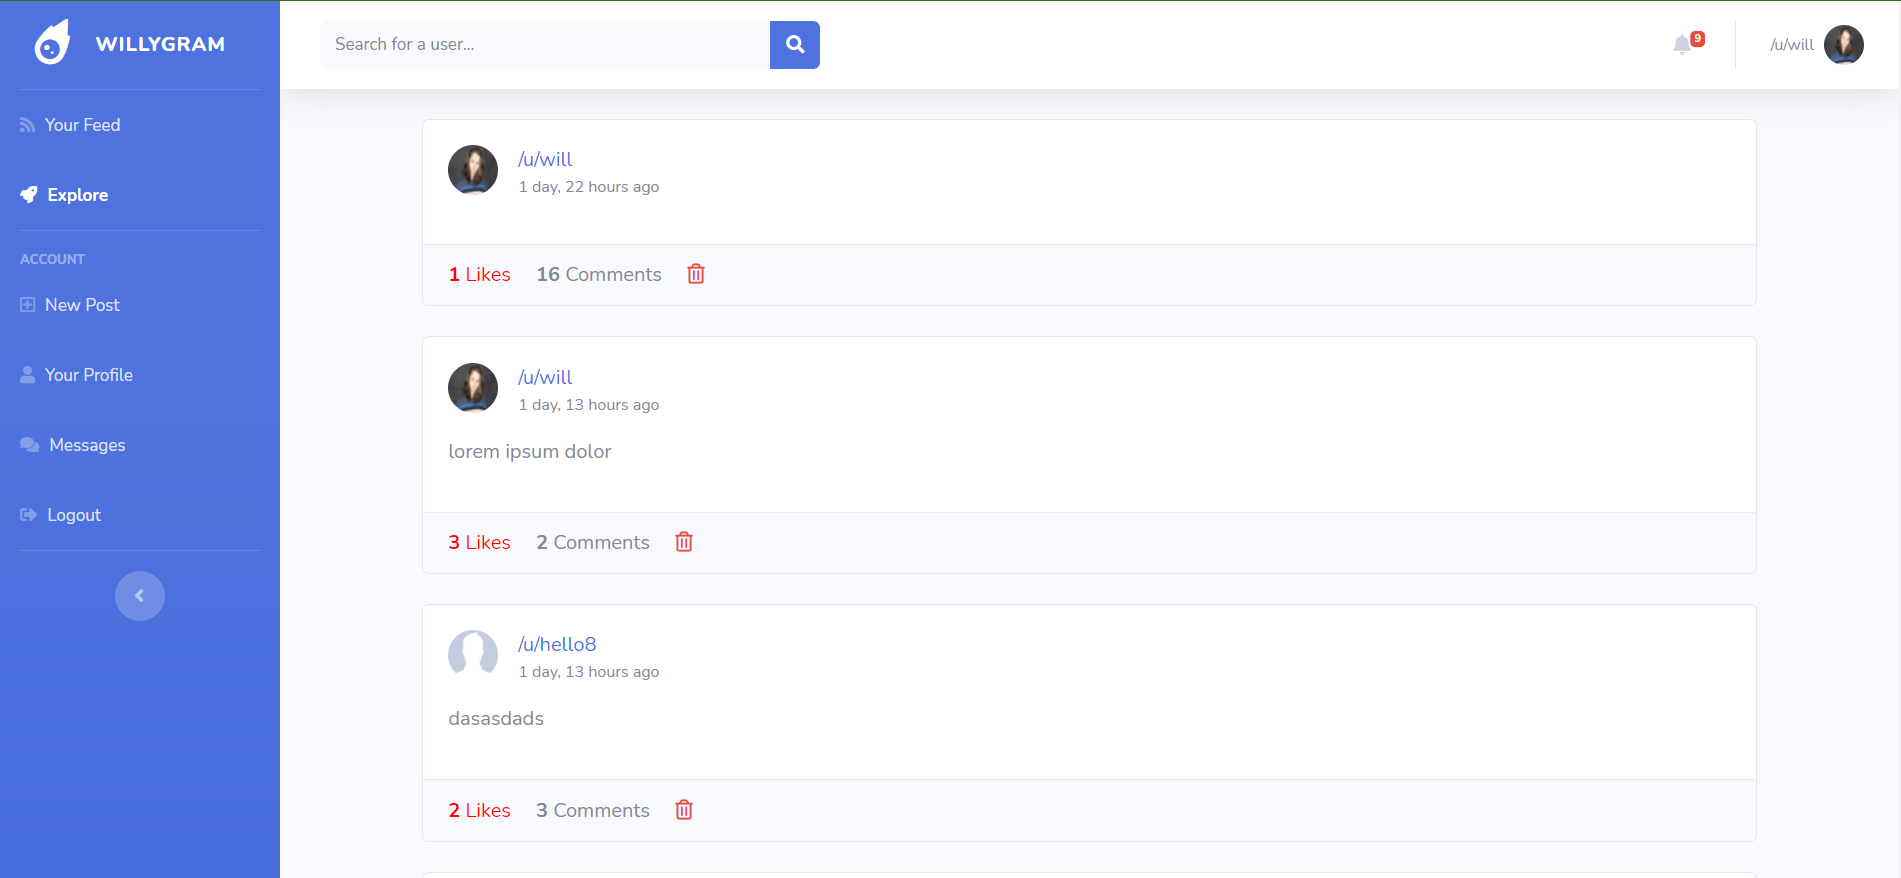 WILLYGRAM
Search for a user...
9
/u/will
Your Feed
Explore
ACCOUNT
New Post
Your Profile
Messages
Logout
/u/will
1 day, 22 hours ago
1 Likes 16 Comments
/u/will
1 day, 13 hours ago
lorem ipsum dolor
3 Likes 2 Comments
/u/hello8
1 day, 13 hours ago
dasasdads
2 Likes 3 Comments